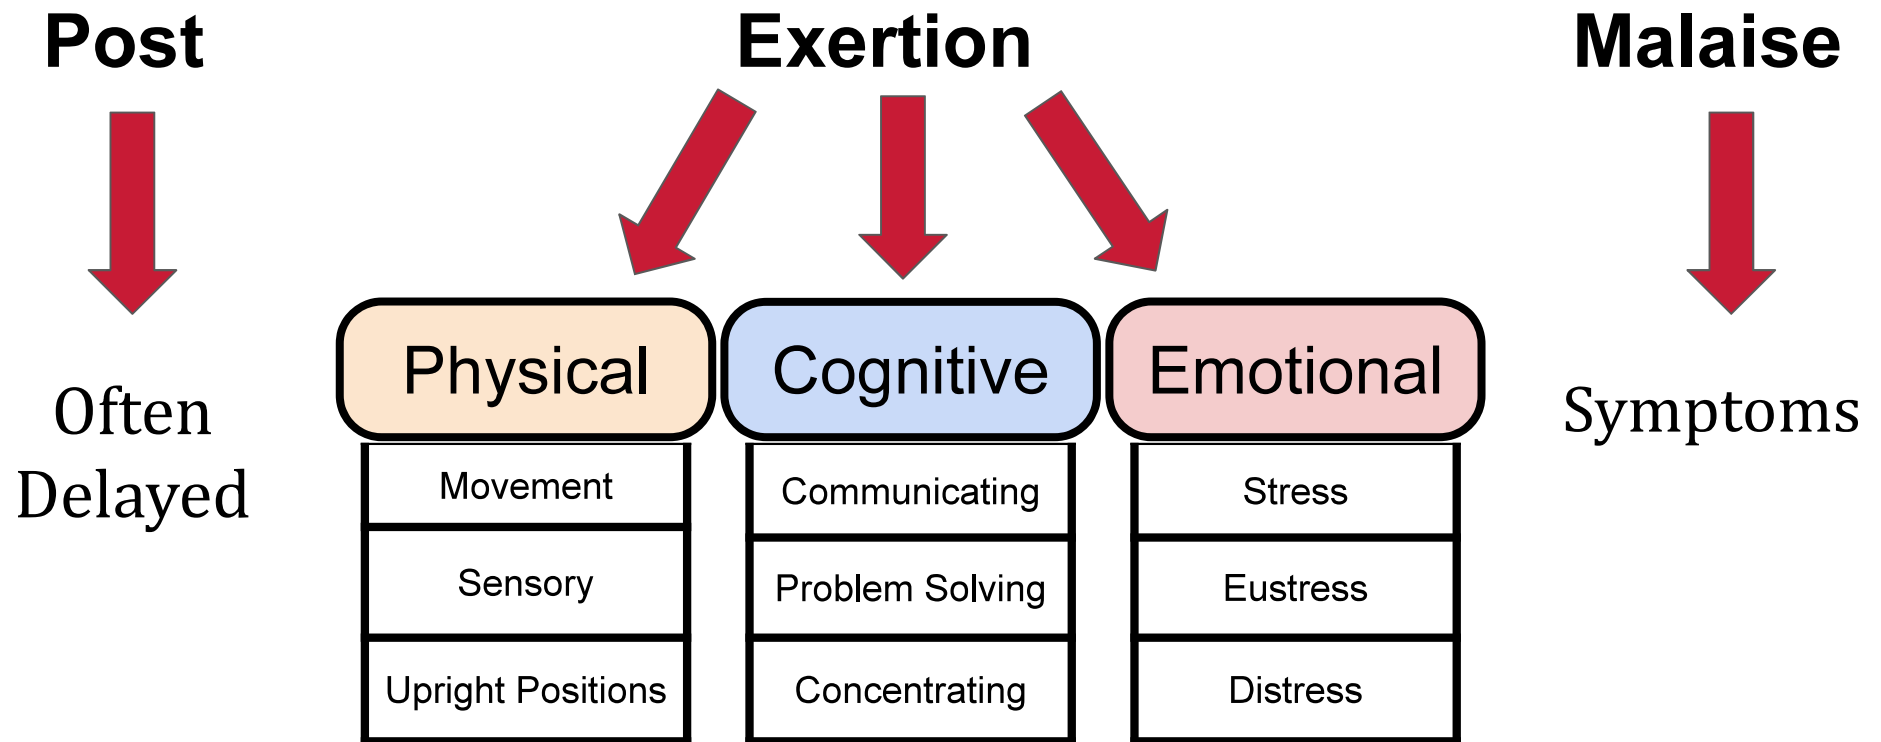 Post
Exertion
Malaise
Often
Delayed
Physical
Cognitive
Emotional
Symptoms
Movement
Sensory
Upright Positions
Communicating
Problem Solving
Concentrating
Stress
Eustress
Distress